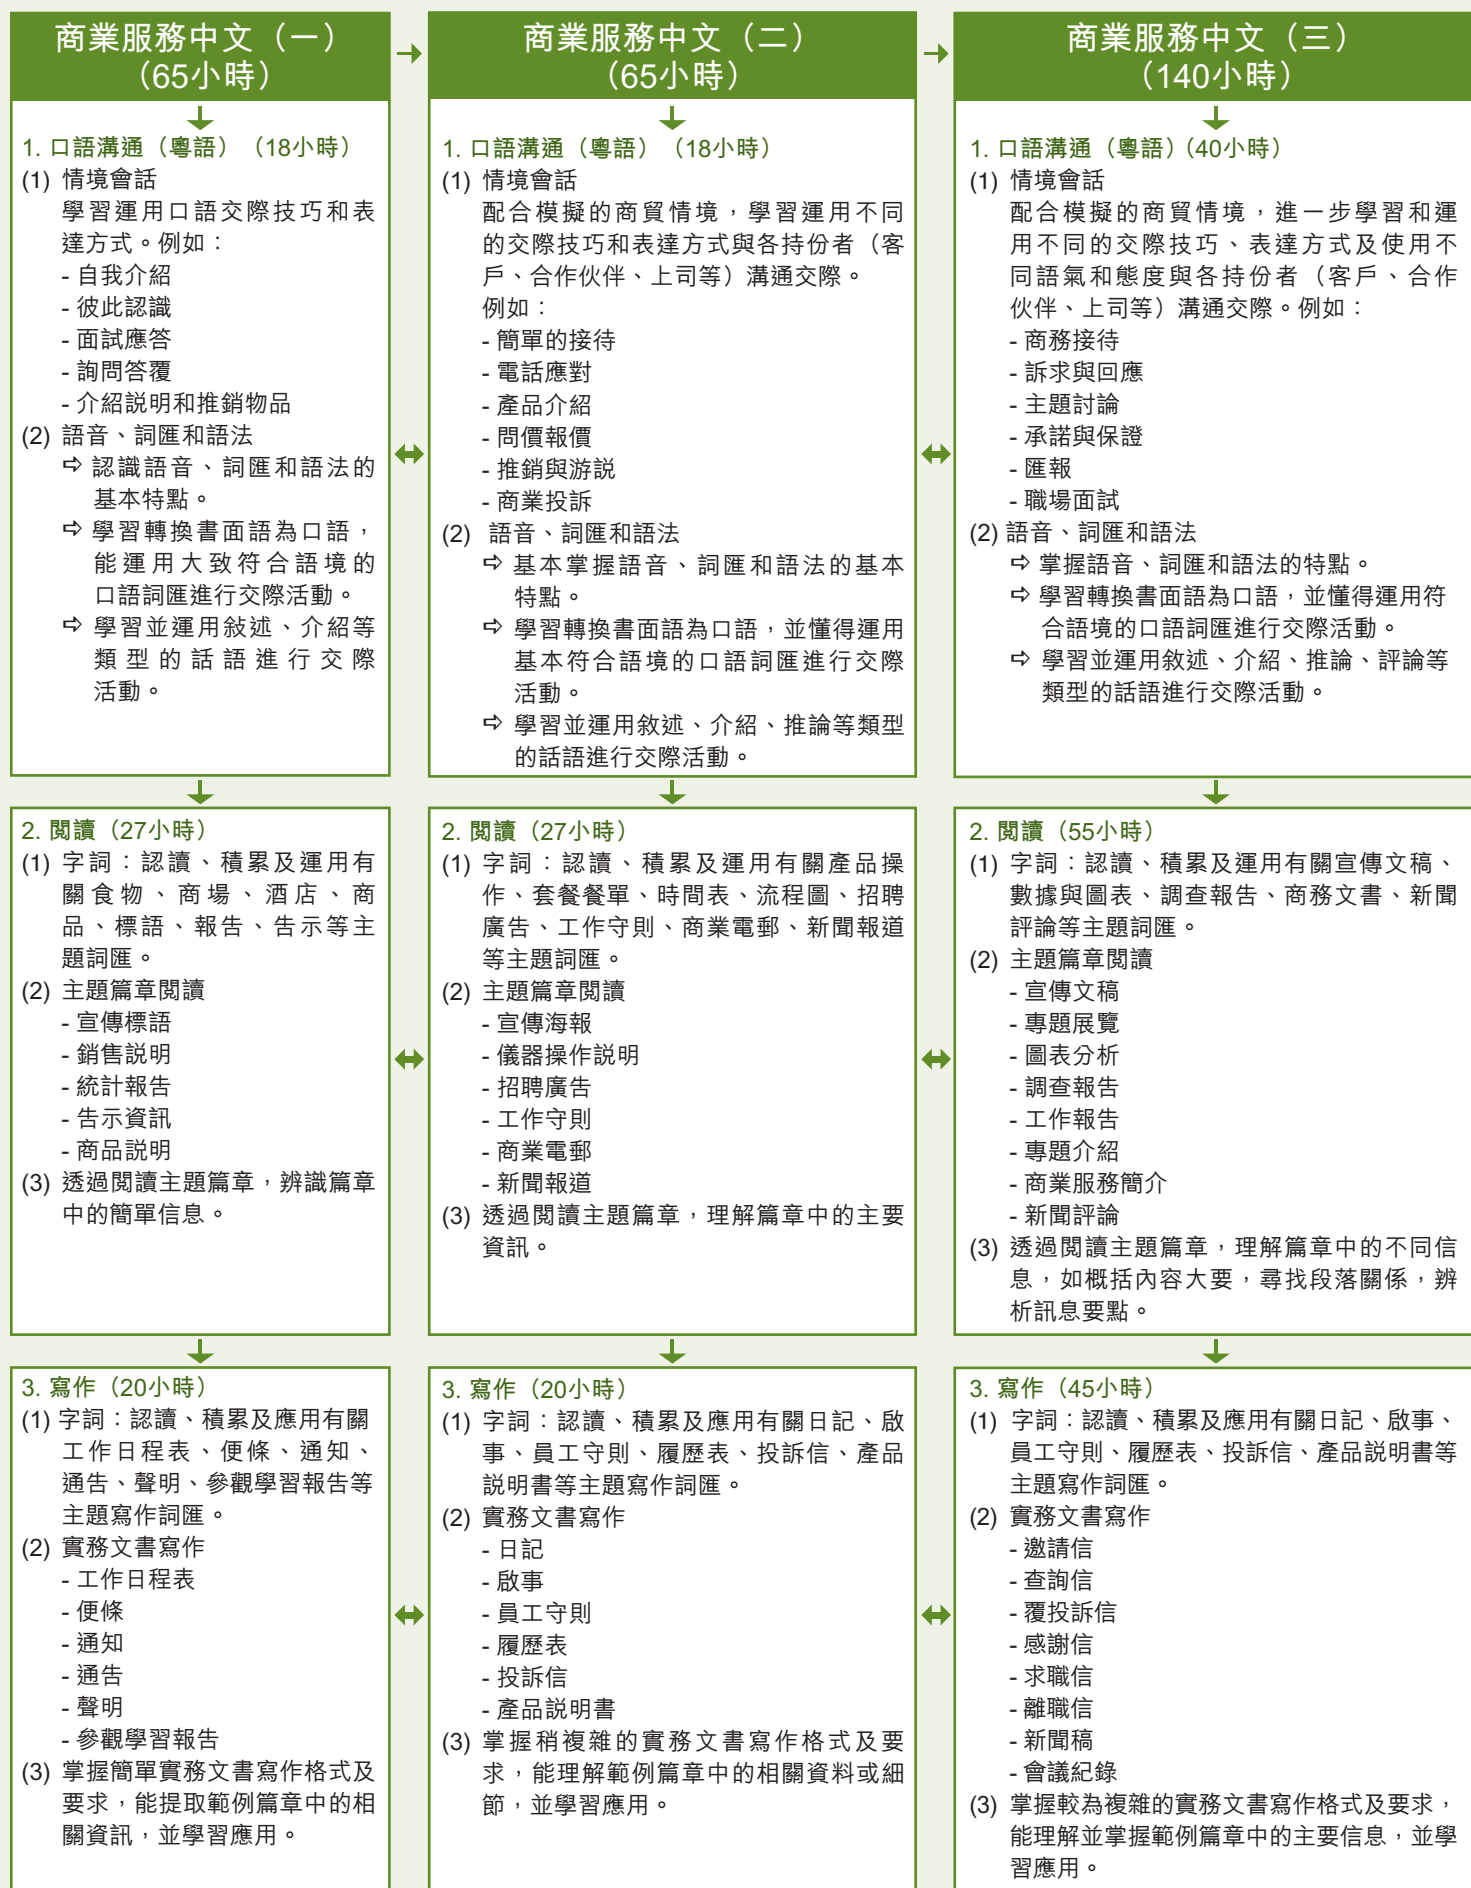 商業服務中文（一）
（65小時）
1. 口語溝通（粵語）（18小時）
(1) 情境會話
學習運用口語交際技巧和表
達方式。例如：
- 自我介紹
- 彼此認識
- 面試應答
- 詢問答覆
- 介紹説明和推銷物品
(2) 語音、詞匯和語法
➪ 認識語音、詞匯和語法的
基本特點。
➪ 學習轉換書面語為口語，
能運用大致符合語境的
口語詞匯進行交際活動。
➪ 學習並運用敍述、介紹等
類型的話語進行交際
活動。
2. 閲讀（27小時）
(1) 字詞：認讀、積累及運用有
關食物、商場、酒店、商
品、標語、報告、告示等主
題詞匯。
(2) 主題篇章閲讀
- 宣傳標語
- 銷售説明
- 統計報告
- 告示資訊
- 商品説明
(3) 透過閲讀主題篇章，辨識篇章
中的簡單信息。
3. 寫作（20小時）
(1) 字詞：認讀、積累及應用有關
工作日程表、便條、通知、
通告、聲明、參觀學習報告等
主題寫作詞匯。
(2) 實務文書寫作
- 工作日程表
- 便條
- 通知
- 通告
- 聲明
- 參觀學習報告
(3) 掌握簡單實務文書寫作格式及
要求，能提取範例篇章中的相
關資訊，並學習應用。
商業服務中文（二）
（65小時）
1. 口語溝通（粵語）（18小時）
(1) 情境會話
配合模擬的商貿情境，學習運用不同
的交際技巧和表達方式與各持份者（客
戶、合作伙伴、上司等）溝通交際。
例如：
- 簡單的接待
- 電話應對
- 產品介紹
- 問價報價
- 推銷與游説
- 商業投訴
(2) 語音、詞匯和語法
➪ 基本掌握語音、詞匯和語法的基本
特點。
➪ 學習轉換書面語為口語，並懂得運用
基本符合語境的口語詞匯進行交際
活動。
➪ 學習並運用敍述、介紹、推論等類型
的話語進行交際活動。
2. 閲讀（27小時）
(1) 字詞：認讀、積累及運用有關產品操
作、套餐餐單、時間表、流程圖、招聘
廣告、工作守則、商業電郵、新聞報道
等主題詞匯。
(2) 主題篇章閲讀
- 宣傳海報
- 儀器操作説明
- 招聘廣告
- 工作守則
- 商業電郵
- 新聞報道
(3) 透過閲讀主題篇章，理解篇章中的主要
資訊。
3. 寫作（20小時）
(1) 字詞：認讀、積累及應用有關日記、啟
事、員工守則、履歷表、投訴信、產品
説明書等主題寫作詞匯。
(2) 實務文書寫作
- 日記
- 啟事
- 員工守則
- 履歷表
- 投訴信
- 產品説明書
(3) 掌握稍複雜的實務文書寫作格式及要
求，能理解範例篇章中的相關資料或細
節，並學習應用。
商業服務中文（三）
（140小時）
1. 口語溝通（粵語）（40小時）
(1) 情境會話
配合模擬的商貿情境，進一步學習和運
用不同的交際技巧、表達方式及使用不
同語氣和態度與各持份者（客戶、合作
伙伴、上司等）溝通交際。例如：
- 商務接待
- 訴求與回應
- 主題討論
- 承諾與保證
- 匯報
- 職場面試
(2) 語音、詞匯和語法
➪ 掌握語音、詞匯和語法的特點。
➪ 學習轉換書面語為口語，並懂得運用符
合語境的口語詞匯進行交際活動。
➪ 學習並運用敍述、介紹、推論、評論等
類型的話語進行交際活動。
2. 閲讀（55小時）
(1) 字詞：認讀、積累及運用有關宣傳文稿、
數據與圖表、調查報告、商務文書、新聞
評論等主題詞匯。
(2) 主題篇章閲讀
- 宣傳文稿
- 專題展覽
- 圖表分析
- 調查報告
- 工作報告
- 專題介紹
- 商業服務簡介
- 新聞評論
(3) 透過閲讀主題篇章，理解篇章中的不同信
息，如概括內容大要，尋找段落關係，辨
析訊息要點。
3. 寫作（45小時）
(1) 字詞：認讀、積累及應用有關日記、啟事、
員工守則、履歷表、投訴信、產品説明書等
主題寫作詞匯。
(2) 實務文書寫作
- 邀請信
- 查詢信
- 覆投訴信
- 感謝信
- 求職信
- 離職信
- 新聞稿
- 會議紀錄
(3) 掌握較為複雜的實務文書寫作格式及要求，
能理解並掌握範例篇章中的主要信息，並學
習應用。